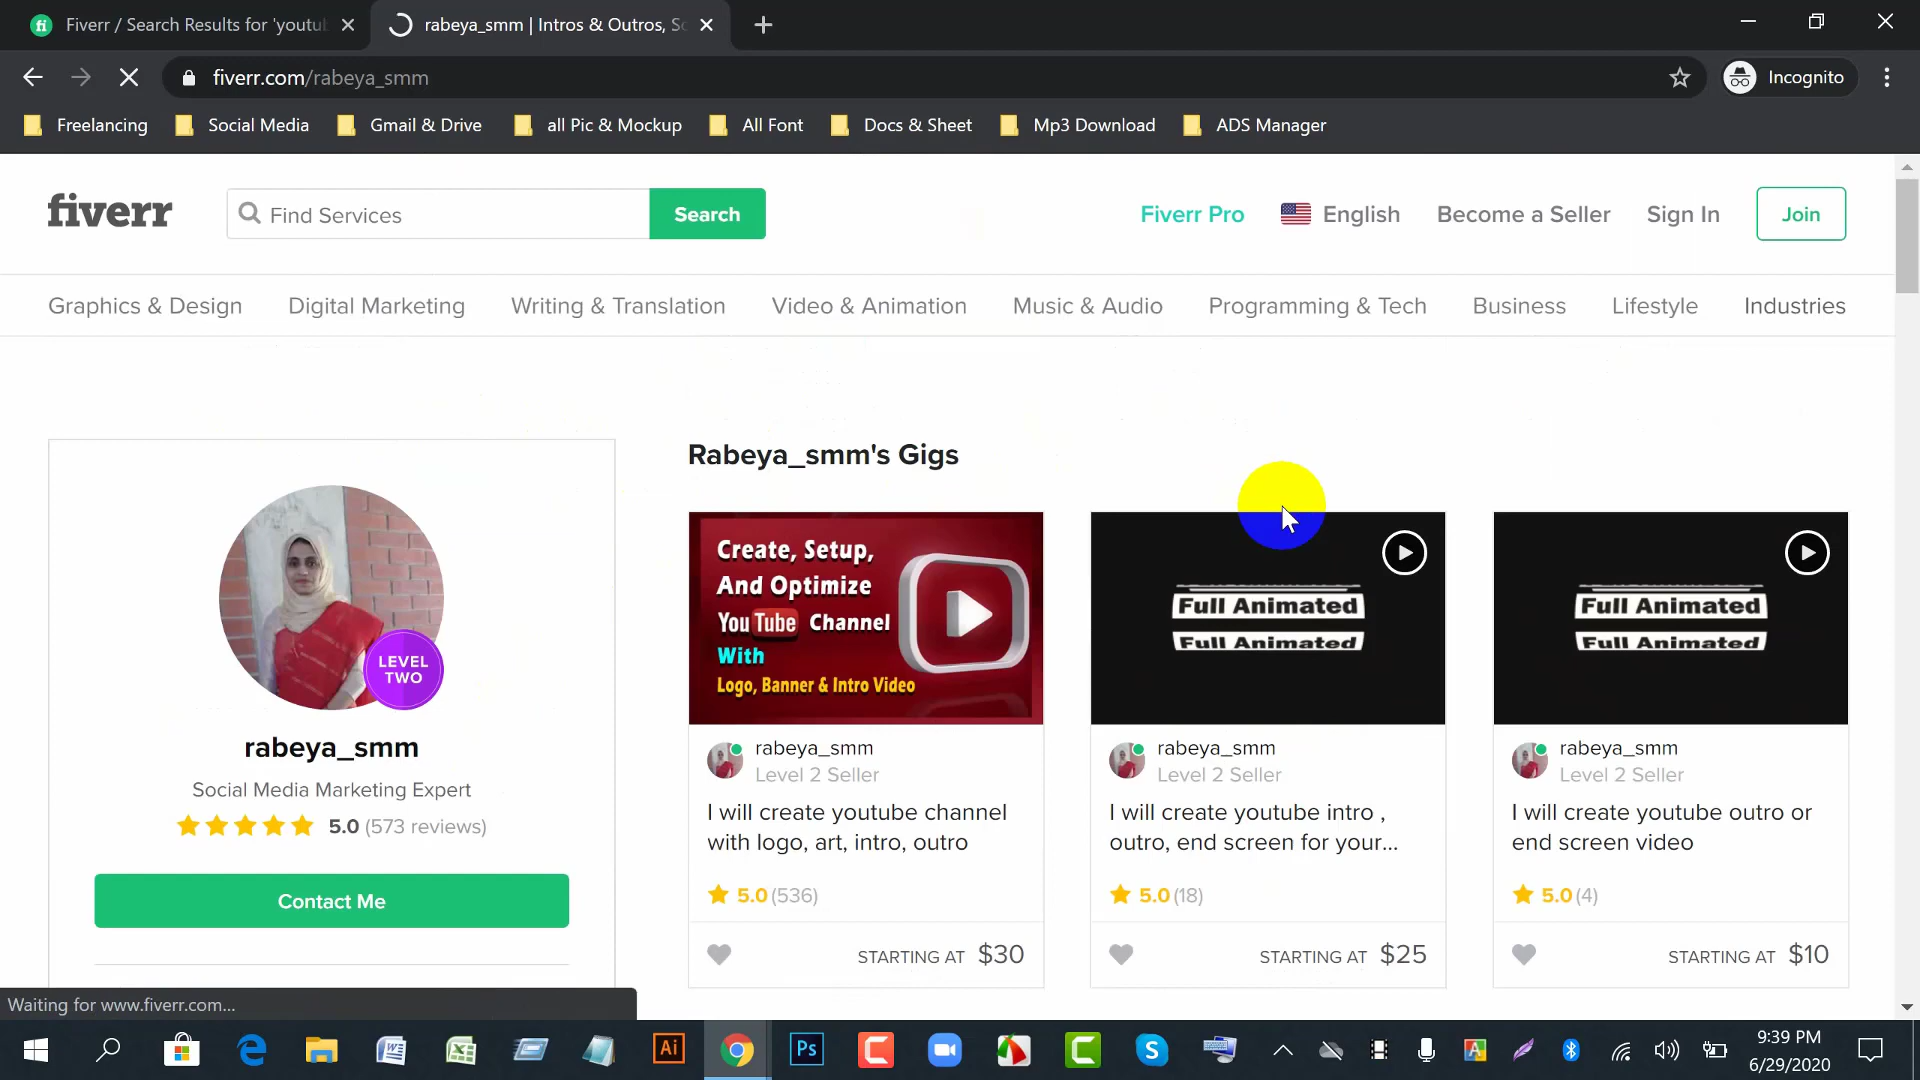 Fiverr / Search Results for 'youtu
rabeya_smm | Intros & Outros, Sc
fiverr.com/rabeya_smm
Incognito
Freelancing
Social Media
Gmail & Drive
all Pic & Mockup
All Font
Docs & Sheet
Mp3 Download
ADS Manager
fiverr
Find Services
Search
Fiverr Pro
English
Become a Seller
Sign In
Join
Graphics & Design
Digital Marketing
Writing & Translation
Video & Animation
Music & Audio
Programming & Tech
Business
Lifestyle
Industries
LEVEL
TWO
rabeya_smm
Social Media Marketing Expert
5.0 (573 reviews)
Contact Me
Rabeya_smm's Gigs
Create, Setup,
And Optimize
YouTube Channel
With
Logo, Banner & Intro Video
rabeya_smm
Level 2 Seller
I will create youtube channel
with logo, art, intro, outro
5.0 (536)
STARTING AT $30
Full Animated
Full Animated
rabeya_smm
Level 2 Seller
I will create youtube intro ,
outro, end screen for your...
5.0 (18)
STARTING AT $25
Full Animated
Full Animated
rabeya_smm
Level 2 Seller
I will create youtube outro or
end screen video
5.0 (4)
STARTING AT $10
Waiting for www.fiverr.com...
Ai
Ps
9:39 PM
6/29/2020